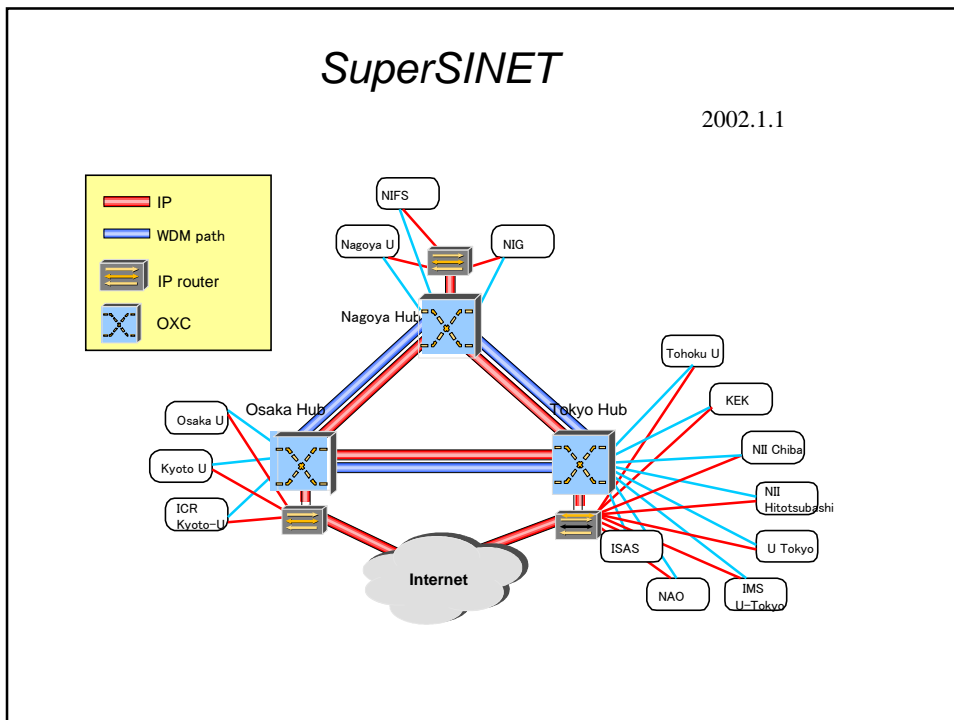 SuperSINET
2002.1.1
IP
WDM path
IP router
OXC
NIFS
Nagoya U
NIG
Nagoya Hub
Tohoku U
KEK
Osaka Hub
Tokyo Hub
Osaka U
NII Chiba
Kyoto U
NII
Hitotsubashi
ICR
Kyoto-U
U Tokyo
ISAS
Internet
NAO
IMS
U-Tokyo